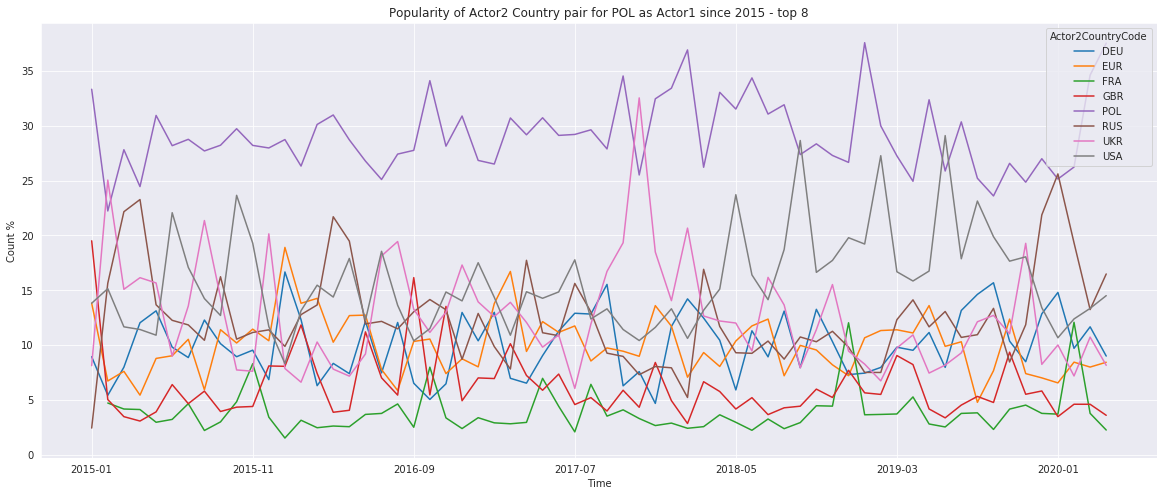 Popularity of Actor2 Country pair for POL as Actor1 since 2015 - top 8
Actor2CountryCode
DEU
EUR
FRA
GBR
POL
RUS
UKR
USA
Count %
35
30
25
20
15
10
5
0
2015-01 2015-11 2016-09 2017-07 2018-05 2019-03 2020-01
Time